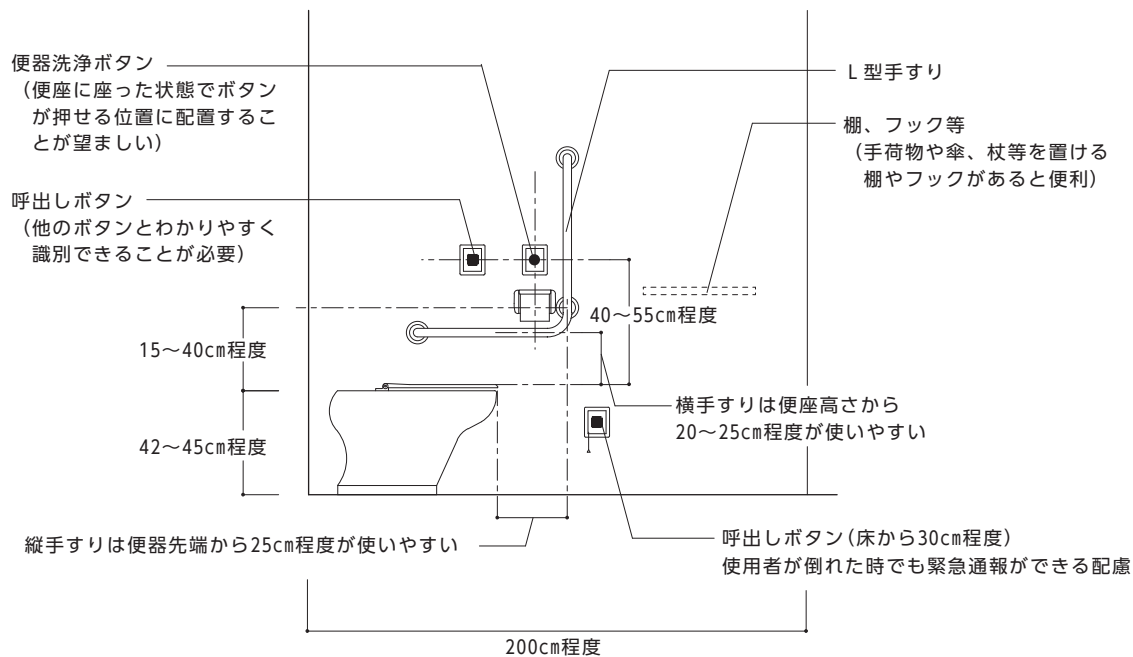 便器洗浄ボタン
（便座に座った状態でボタン
が押せる位置に配置するこ
とが望ましい）
呼出しボタン
（他のボタンとわかりやすく
識別できることが必要）
L型手すり
棚、フック等
（手荷物や傘、杖等を置ける
棚やフックがあると便利）
40～55cm程度
15～40cm程度
42～45cm程度
横手すりは便座高さから
20～25cm程度が使いやすい
縦手すりは便器先端から25cm程度が使いやすい
呼出しボタン（床から30cm程度）
使用者が倒れた時でも緊急通報ができる配慮
200cm程度